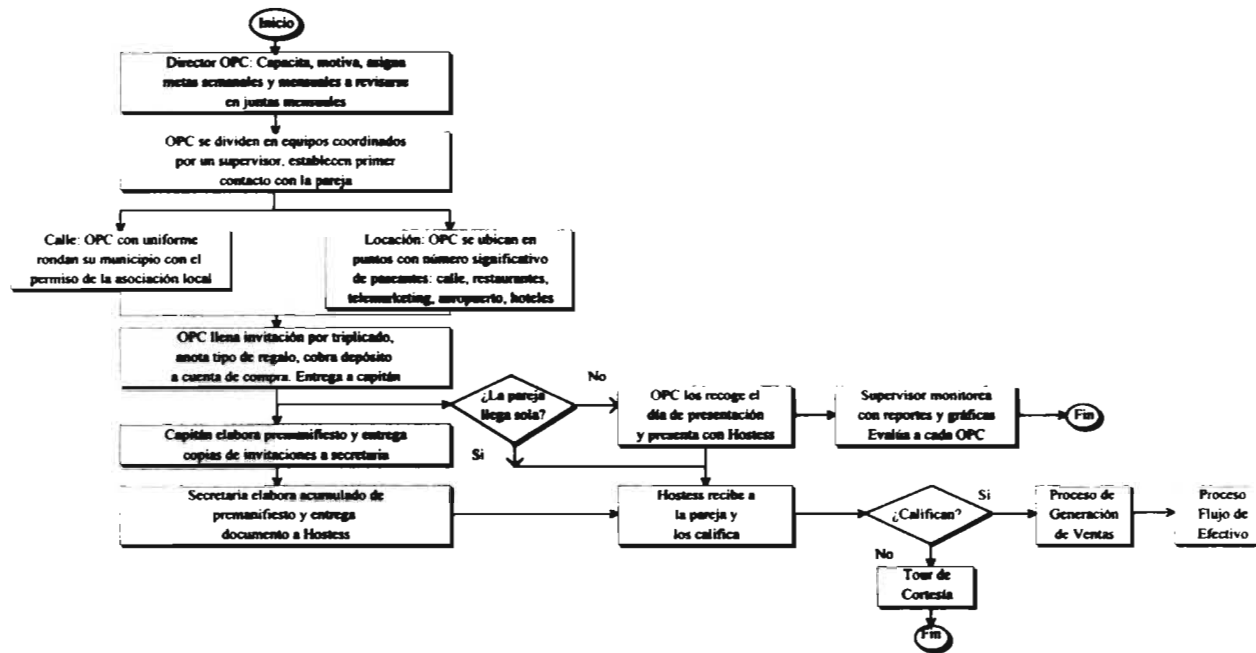 Inicio
Director OPC: Capacita, motiva, asigna
metas semanales y mensuales a revisarse
en juntas mensuales
OPC se dividen en equipos coordinados
por un supervisor, establecen primer
contacto con la pareja
Calle: OPC con uniforme
rondan su municipio con el
permiso de la asociación local
Locación: OPC se ubican en
puntos con número significativo
de paseantes: calle, restaurantes,
telemarketing, aeropuerto, hoteles
OPC llena invitación por triplicado,
anota tipo de regalo, cobra depósito
a cuenta de compra. Entrega a capitán
¿La pareja
llega sola?
No
Si
OPC los recoge el
día de presentación
y presenta con Hostess
Supervisor monitorea
con reportes y gráficas
Evalúa a cada OPC
Fin
Capitán elabora premanifiesto y entrega
copias de invitaciones a secretaria
Secretaria elabora acumulado de
premanifiesto y entrega
documento a Hostess
Hostess recibe a
la pareja y
los califica
¿Califican?
Si
No
Proceso de
Generación
de Ventas
Proceso
Flujo de
Efectivo
Tour de
Cortesía
Fin